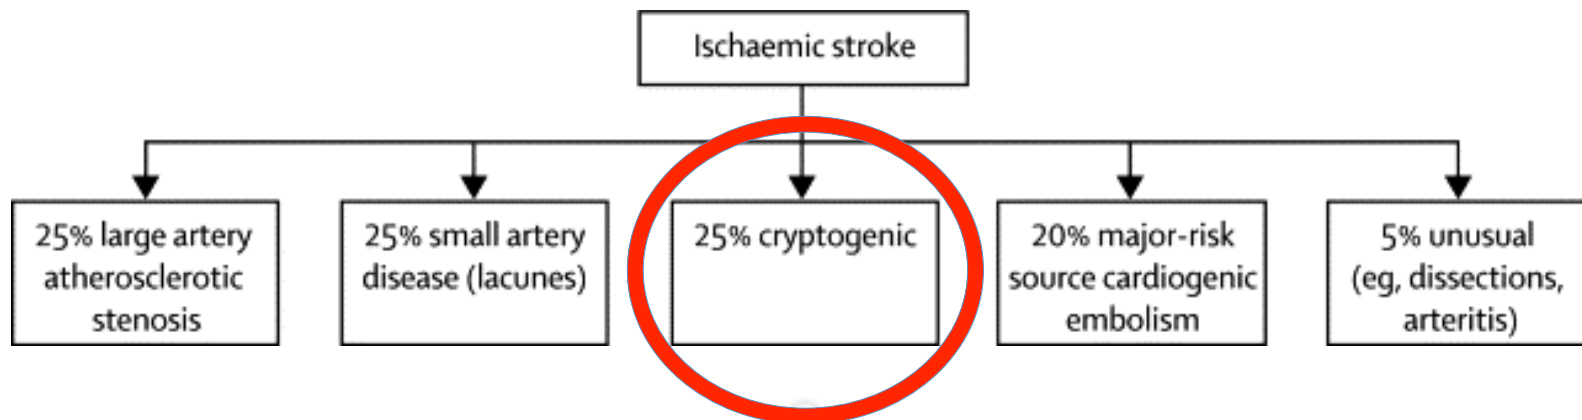 Ischaemic stroke
25% large artery
atherosclerotic
stenosis
25% small artery
disease (lacunes)
25% cryptogenic
20% major-risk
source cardiogenic
embolism
5% unusual
(eg, dissections,
arteritis)